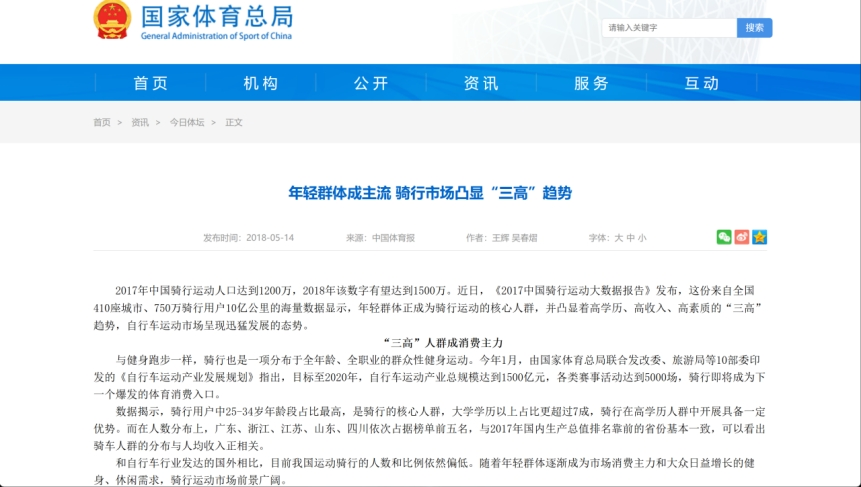 国家体育总局
General Administration of Sport of China
请输入关键字
搜索
首页 机构 公开 资讯 服务 互动
首页 > 资讯 > 今日体坛 > 正文
年轻群体成主流 骑行市场凸显“三高”趋势
发布时间：2018-05-14 来源：中国体育报 作者：王辉 吴春熠 字体：大 中 小
2017年中国骑行运动人口达到1200万，2018年该数字有望达到1500万。近日，《2017中国骑行运动大数据报告》发布，这份来自全国
410座城市、750万骑行用户10亿公里的海量数据显示，年轻群体正成为骑行运动的核心人群，并凸显着高学历、高收入、高素质的“三高”
趋势，自行车运动市场呈现迅猛发展的态势。
“三高”人群成消费主力
与健身跑步一样，骑行也是一项分布于全年龄、全职业的群众性健身运动。今年1月，由国家体育总局联合发改委、旅游局等10部委印
发的《自行车运动产业发展规划》指出，目标至2020年，自行车运动产业总规模达到1500亿元，各类赛事活动达到5000场，骑行即将成为下
一个爆发的体育消费入口。
数据揭示，骑行用户中25-34岁年龄段占比最高，是骑行的核心人群，大学学历以上占比更超过7成，骑行在高学历人群中开展具备一定
优势。而在人数分布上，广东、浙江、江苏、山东、四川依次占据榜单前五名，与2017年国内生产总值排名靠前的省份基本一致，可以看出
骑车人群的分布与人均收入正相关。
和自行车行业发达的国外相比，目前我国运动骑行的人数和比例依然偏低。随着年轻群体逐渐成为市场消费主力和大众日益增长的健
身、休闲需求，骑行运动市场前景广阔。